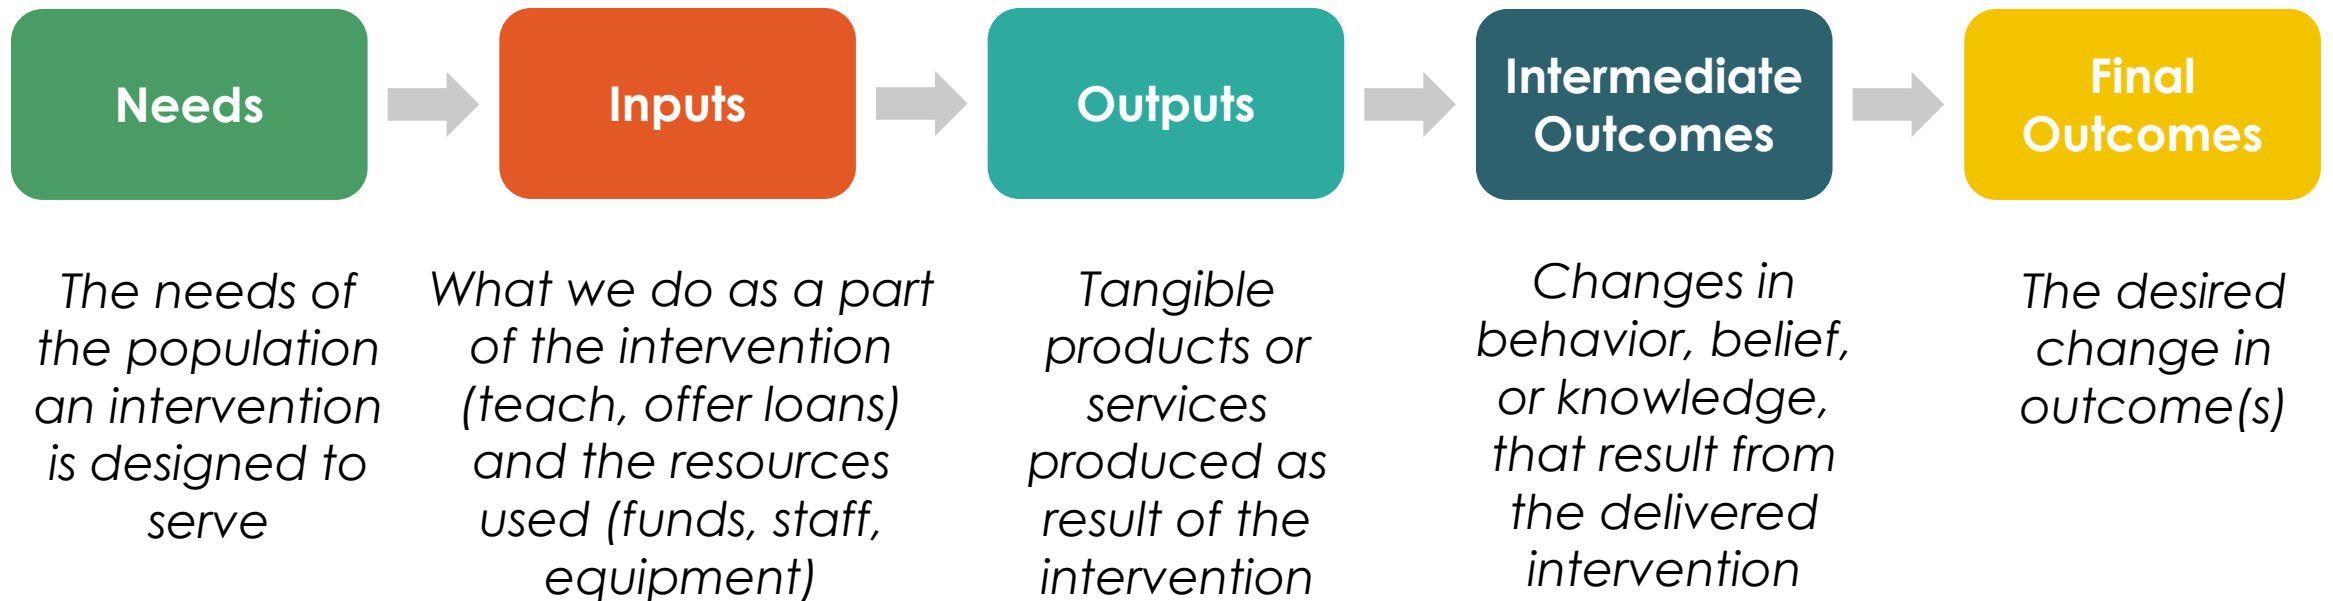 Needs
Inputs
Outputs
Intermediate
Outcomes
Final
Outcomes
The needs of
the population
an intervention
is designed to
serve
What we do as a part
of the intervention
(teach, offer loans)
and the resources
used (funds, staff,
equipment)
Tangible
products or
services
produced as
result of the
intervention
Changes in
behavior, belief,
or knowledge,
that result from
the delivered
intervention
The desired
change in
outcome(s)